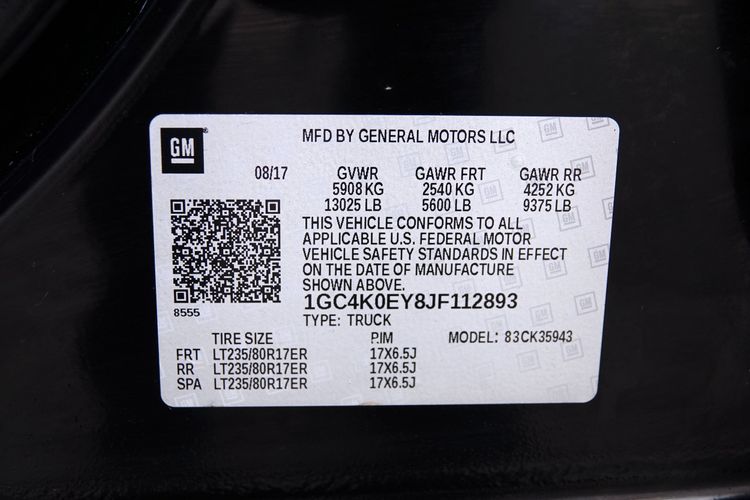 GM
MFD BY GENERAL MOTORS LLC
08/17 GVWR GAWR FRT GAWR RR
5908 KG 2540 KG 4252 KG
13025 LB 5600 LB 9375 LB
THIS VEHICLE CONFORMS TO ALL
APPLICABLE U.S. FEDERAL MOTOR
VEHICLE SAFETY STANDARDS IN EFFECT
ON THE DATE OF MANUFACTURE
SHOWN ABOVE.
8555
1GC4K0EY8JF112893
TYPE: TRUCK
TIRE SIZE RIM MODEL: 83CK35943
FRT LT235/80R17ER 17X6.5J
RR LT235/80R17ER 17X6.5J
SPA LT235/80R17ER 17X6.5J